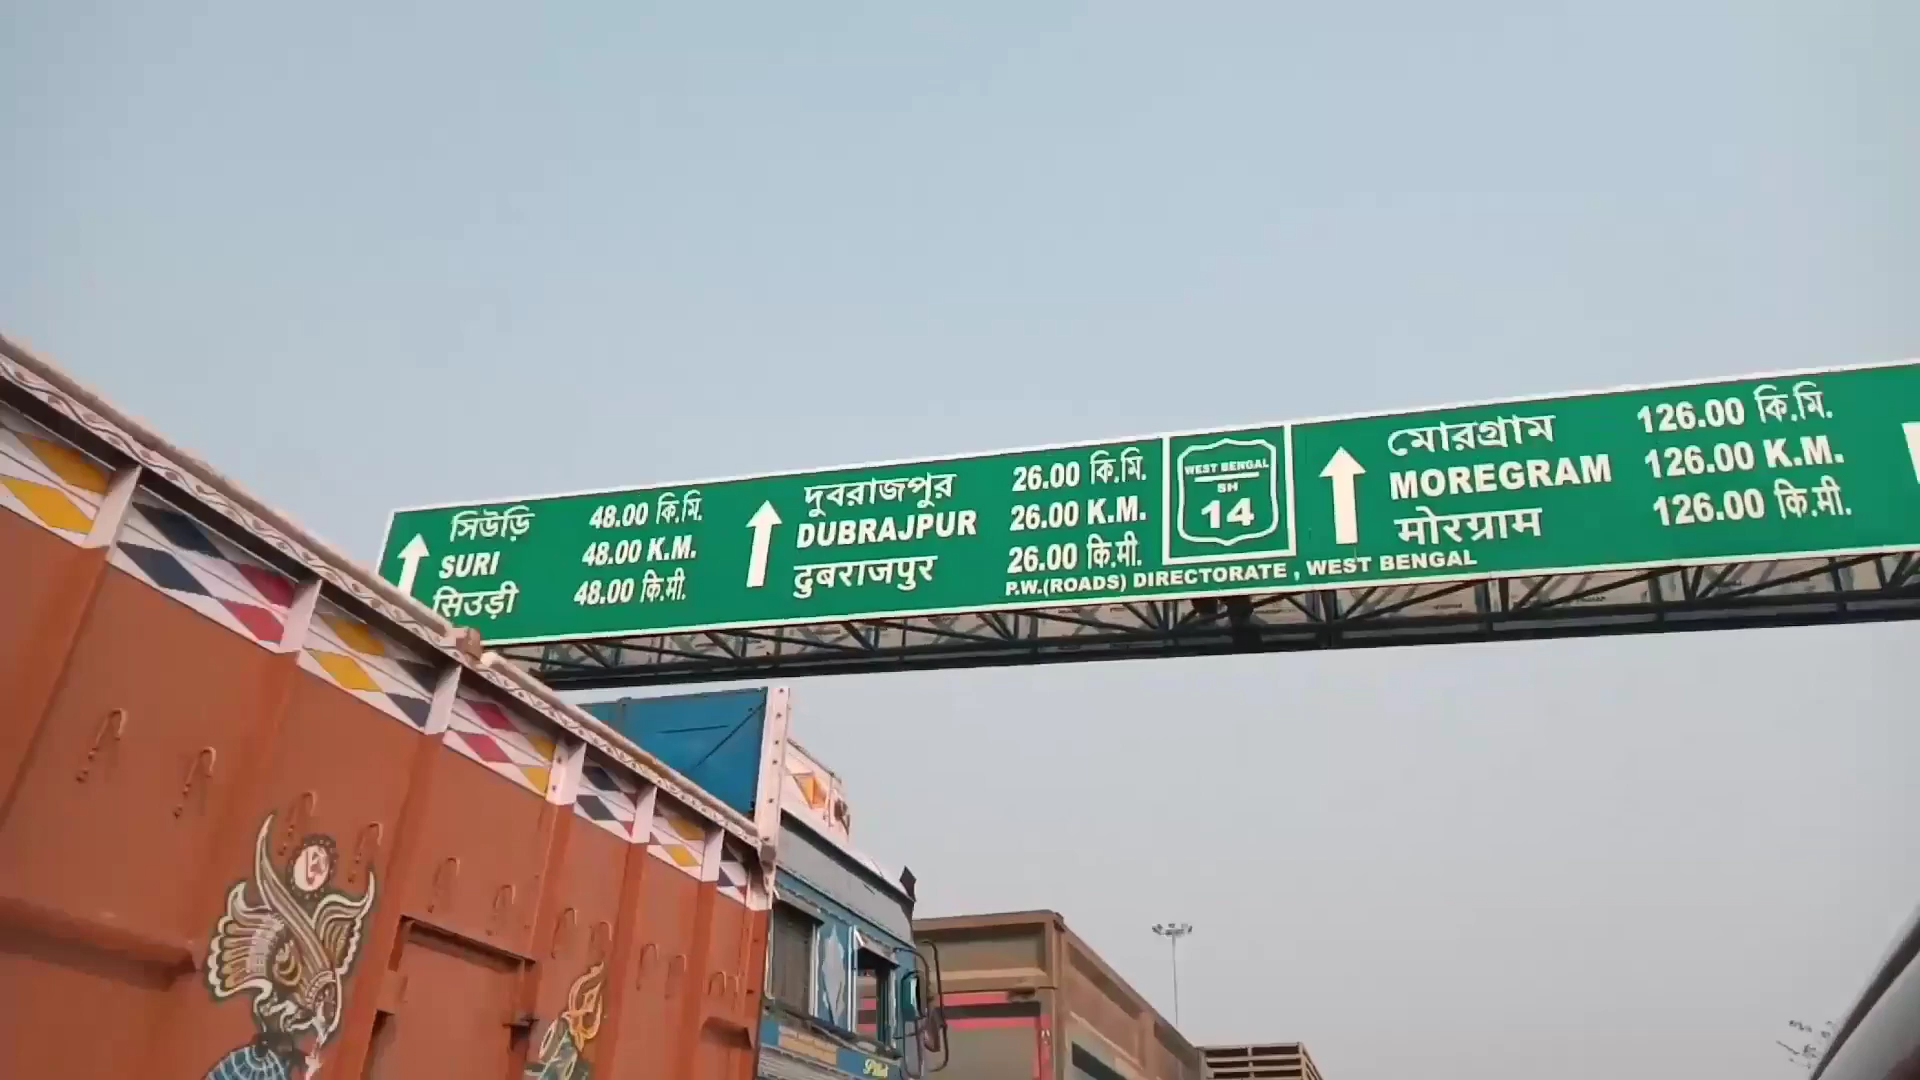 সিউড়ি 48.00 কি.মি.
SURI 48.00 K.M.
सिउड़ी 48.00 कि.मी.
দুবরাজপুর 26.00 কি.মি.
DUBRAJPUR 26.00 K.M.
दुबराजपुर 26.00 कि.मी.
WEST BENGAL
SH
14
মোরগ্রাম 126.00 কি.মি.
MOREGRAM 126.00 K.M.
मोरग्राम 126.00 कि.मी.
P.W.(ROADS) DIRECTORATE , WEST BENGAL